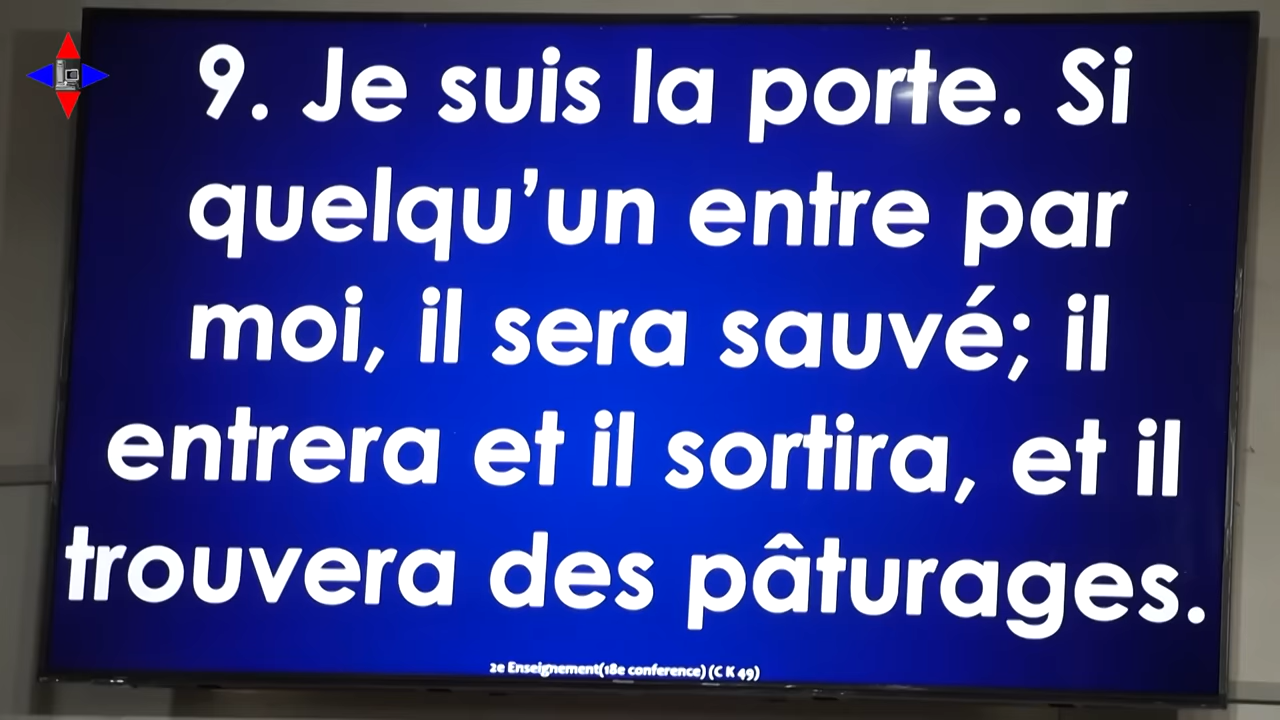 9. Je suis la porte. Si
quelqu’un entre par
moi, il sera sauvé; il
entrera et il sortira, et il
trouvera des pâturages.
2e Enseignement(18e conference) (C K 49)